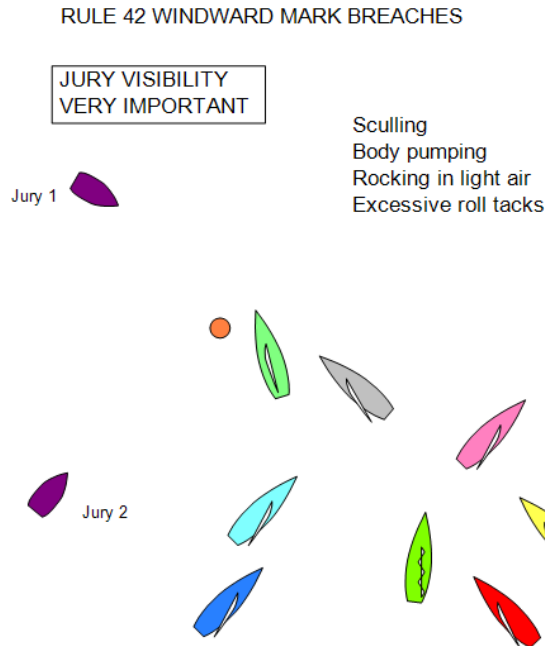 RULE 42 WINDWARD MARK BREACHES
JURY VISIBILITY
VERY IMPORTANT
Sculling
Body pumping
Rocking in light air
Excessive roll tacks
Jury 1
Jury 2